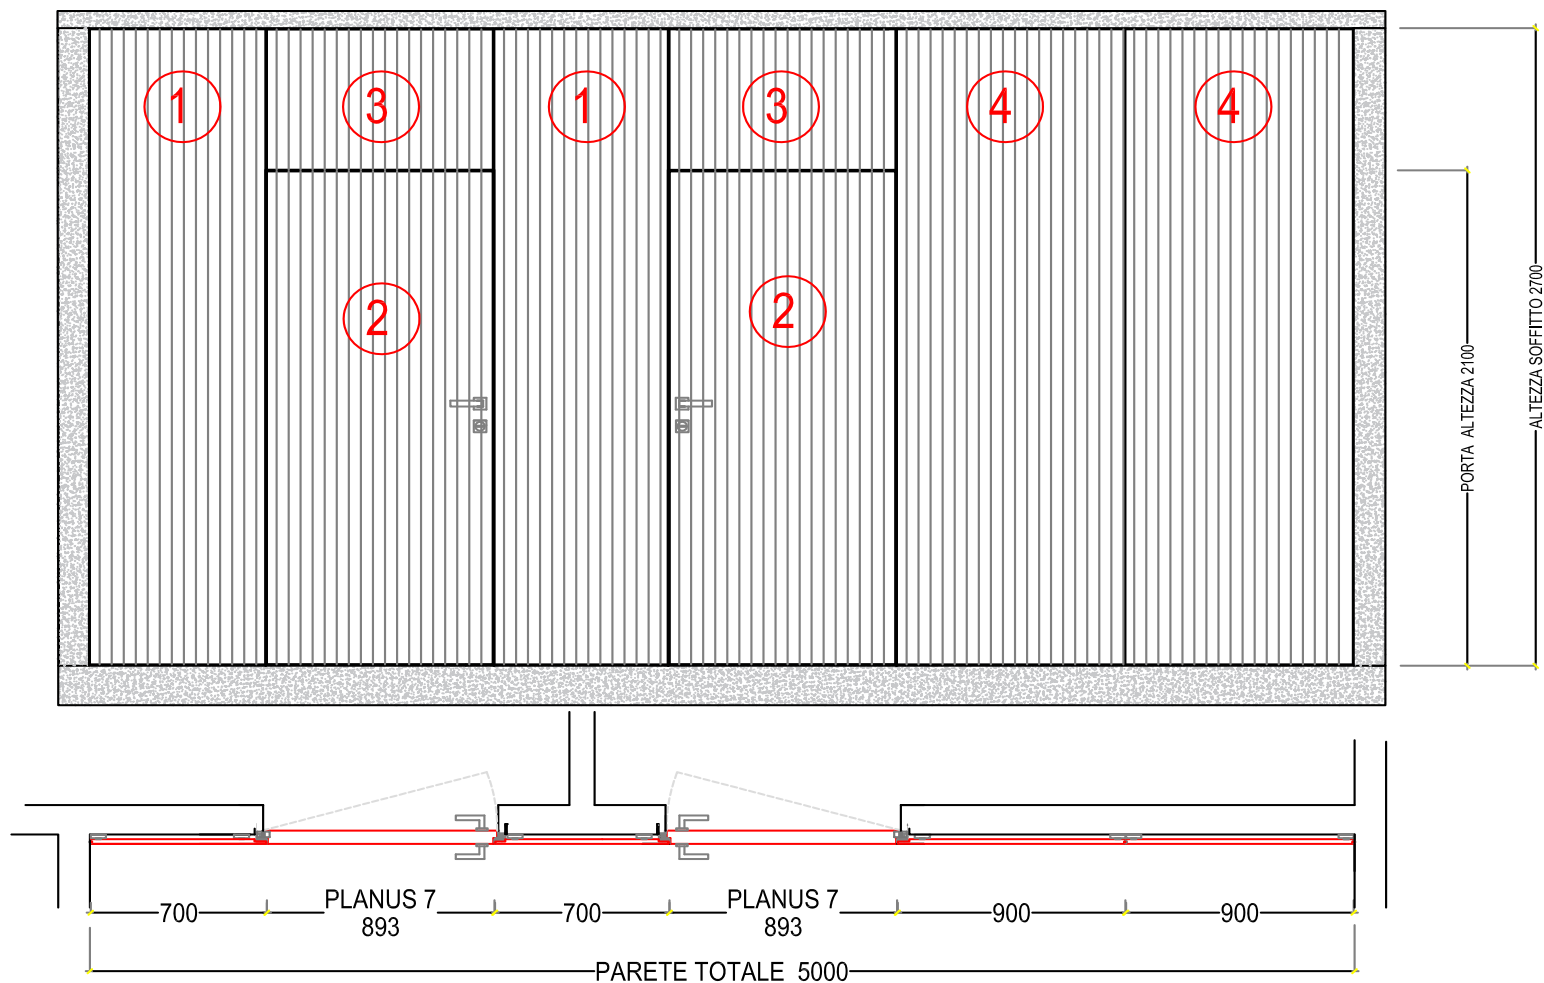 1
3
1
3
4
4
2
2
PORTA ALTEZZA 2100
ALTEZZA SOFFITTO 2700
700
PLANUS 7
893
700
PLANUS 7
893
900
900
PARETE TOTALE 5000